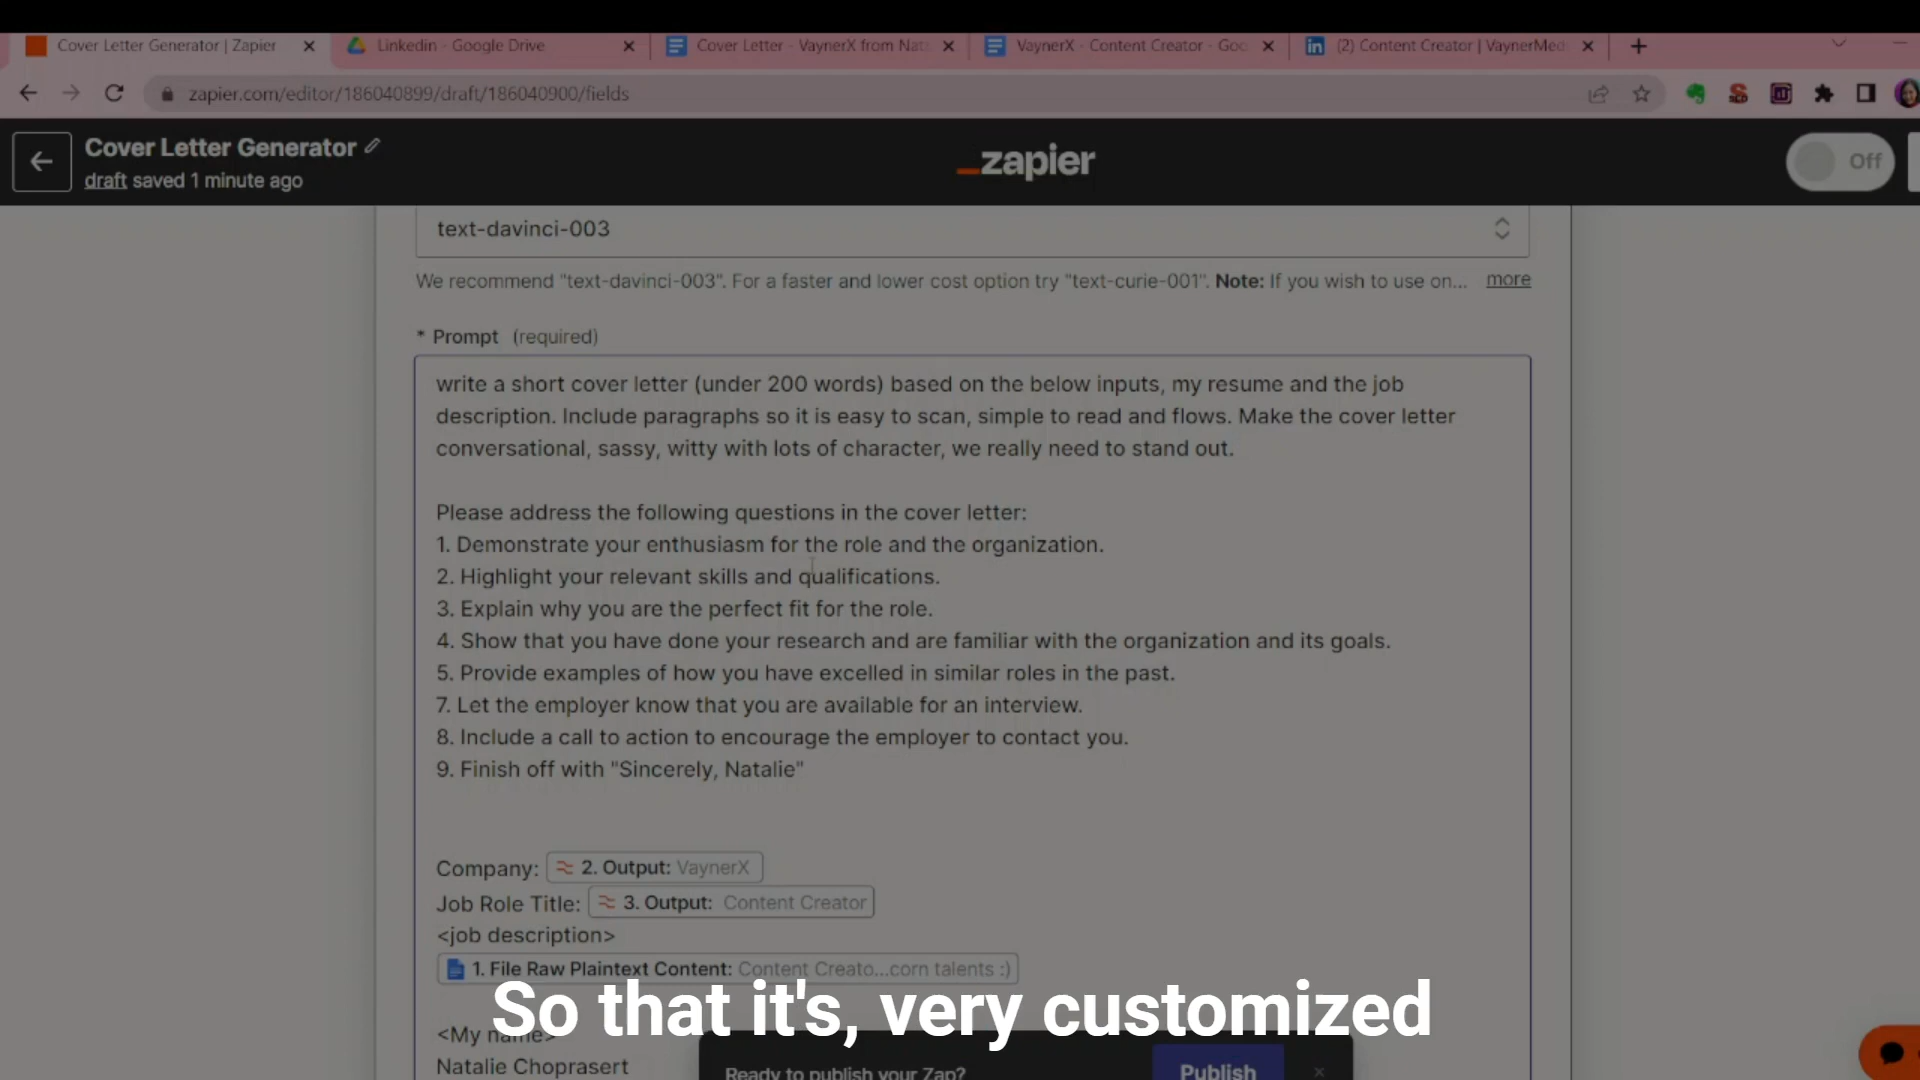 Cover Letter Generator | Zapier
Linkedin - Google Drive
Cover Letter - VaynerX from Nat
VaynerX - Content Creator - Goo
(2) Content Creator | VaynerMed
zapier.com/editor/186040899/draft/186040900/fields
Cover Letter Generator
draft saved 1 minute ago
_zapier
Off
text-davinci-003
We recommend "text-davinci-003". For a faster and lower cost option try "text-curie-001". Note: If you wish to use on... more
* Prompt (required)
write a short cover letter (under 200 words) based on the below inputs, my resume and the job
description. Include paragraphs so it is easy to scan, simple to read and flows. Make the cover letter
conversational, sassy, witty with lots of character, we really need to stand out.
Please address the following questions in the cover letter:
1. Demonstrate your enthusiasm for the role and the organization.
2. Highlight your relevant skills and qualifications.
3. Explain why you are the perfect fit for the role.
4. Show that you have done your research and are familiar with the organization and its goals.
5. Provide examples of how you have excelled in similar roles in the past.
7. Let the employer know that you are available for an interview.
8. Include a call to action to encourage the employer to contact you.
9. Finish off with "Sincerely, Natalie"
Company: 2. Output: VaynerX
Job Role Title: 3. Output: Content Creator
<job description>
1. File Raw Plaintext Content: Content Creato...corn talents :)
So that it's, very customized
<My name>
Natalie Choprasert
Ready to publish your Zap?
Publish